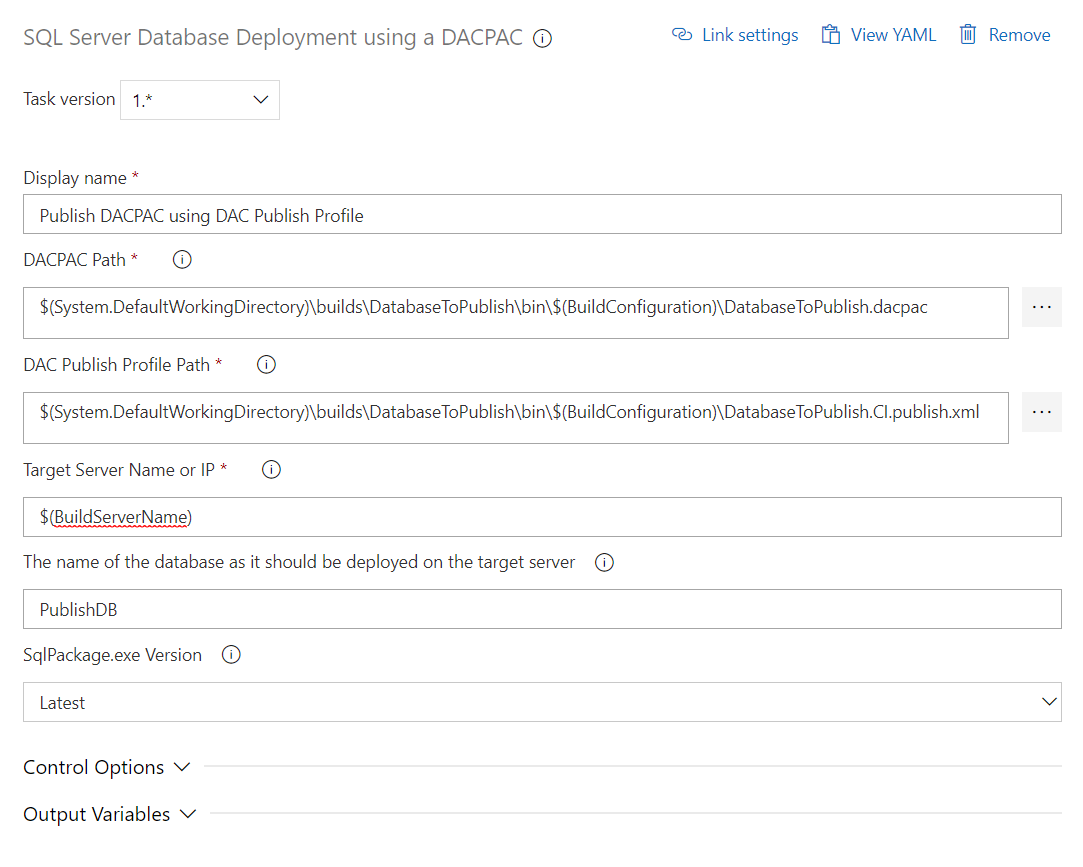 SQL Server Database Deployment using a DACPAC
Link settings
View YAML
Remove
Task version
1.*
Display name *
Publish DACPAC using DAC Publish Profile
DACPAC Path *
$(System.DefaultWorkingDirectory)\builds\DatabaseToPublish\bin\$(BuildConfiguration)\DatabaseToPublish.dacpac
...
DAC Publish Profile Path *
$(System.DefaultWorkingDirectory)\builds\DatabaseToPublish\bin\$(BuildConfiguration)\DatabaseToPublish.CI.publish.xml
...
Target Server Name or IP *
$(BuildServerName)
The name of the database as it should be deployed on the target server
PublishDB
SqlPackage.exe Version
Latest
Control Options
Output Variables